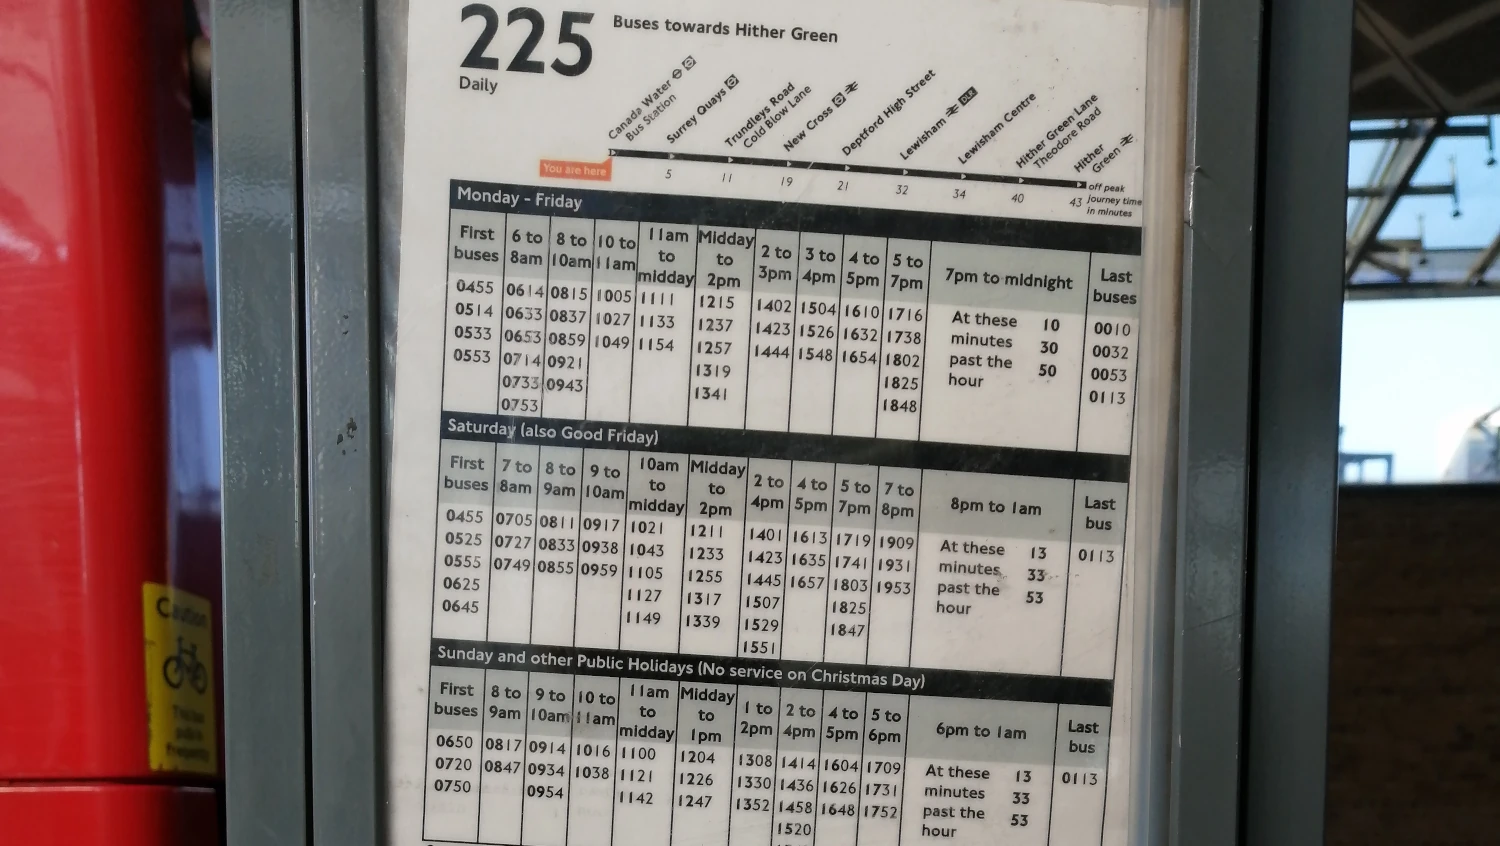 225
Buses towards Hither Green
Daily
Canada Water
Bus Station
Surrey Quays
Trundleys Road
Cold Blow Lane
New Cross
Deptford High Street
Lewisham DLR
Lewisham Centre
Hither Green Lane
Theodore Road
Hither
Green
You are here
5 11 19 21 32 34 40 43
off peak
journey time
in minutes
Monday - Friday
First buses | 6 to 8am | 8 to 10am | 10 to 11am | 11am to midday | Midday to 2pm | 2 to 3pm | 3 to 4pm | 4 to 5pm | 5 to 7pm | 7pm to midnight | Last buses
0455 0614 0815 1005 1111 1215 1402 1504 1610 1716 At these 10 0010
0514 0633 0837 1027 1133 1237 1423 1526 1632 1738 minutes 30 0032
0533 0653 0859 1049 1154 1257 1444 1548 1654 1802 past the 50 0053
0553 0714 0921 1319 1825 hour 0113
0733 0943 1341 1848
0753
Saturday (also Good Friday)
First buses | 7 to 8am | 8 to 9am | 9 to 10am | 10am to midday | Midday to 2pm | 2 to 4pm | 4 to 5pm | 5 to 7pm | 7 to 8pm | 8pm to 1am | Last bus
0455 0705 0811 0917 1021 1211 1401 1613 1719 1909 At these 13 0113
0525 0727 0833 0938 1043 1233 1423 1635 1741 1931 minutes 33
0555 0749 0855 0959 1105 1255 1445 1657 1803 1953 past the 53
0625 1127 1317 1507 1825 hour
0645 1149 1339 1529 1847
1551
Sunday and other Public Holidays (No service on Christmas Day)
First buses | 8 to 9am | 9 to 10am | 10 to 11am | 11am to midday | Midday to 1pm | 1 to 2pm | 2 to 4pm | 4 to 5pm | 5 to 6pm | 6pm to 1am | Last bus
0650 0817 0914 1016 1100 1204 1308 1414 1604 1709 At these 13 0113
0720 0847 0934 1038 1121 1226 1330 1436 1626 1731 minutes 33
0750 0954 1142 1247 1352 1458 1648 1752 past the 53
1520 hour
Caution